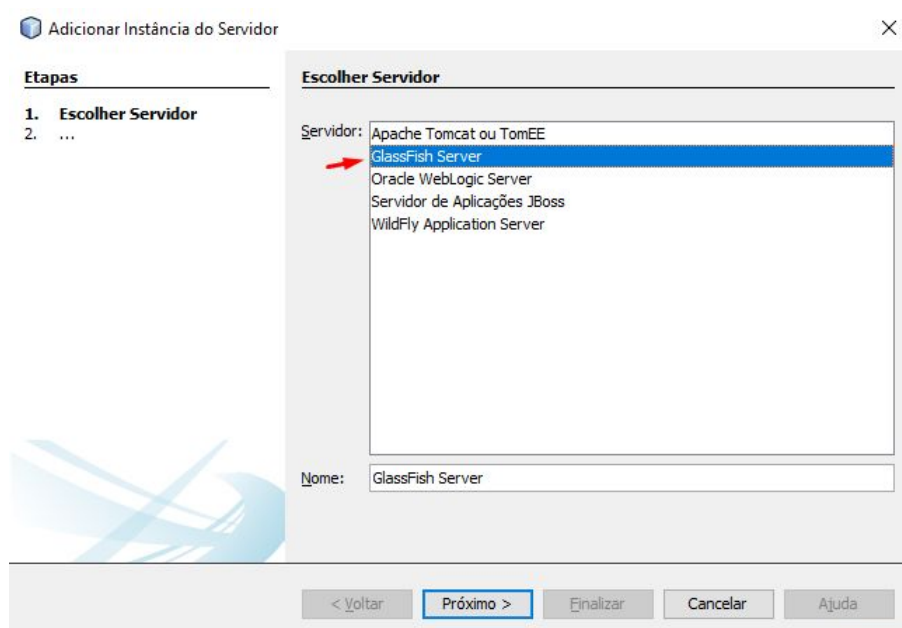 Adicionar Instância do Servidor
Etapas
1. Escolher Servidor
2. ...
Escolher Servidor
Servidor:
Apache Tomcat ou TomEE
GlassFish Server
Oracle WebLogic Server
Servidor de Aplicações JBoss
WildFly Application Server
Nome: GlassFish Server
< Voltar Próximo > Finalizar Cancelar Ajuda